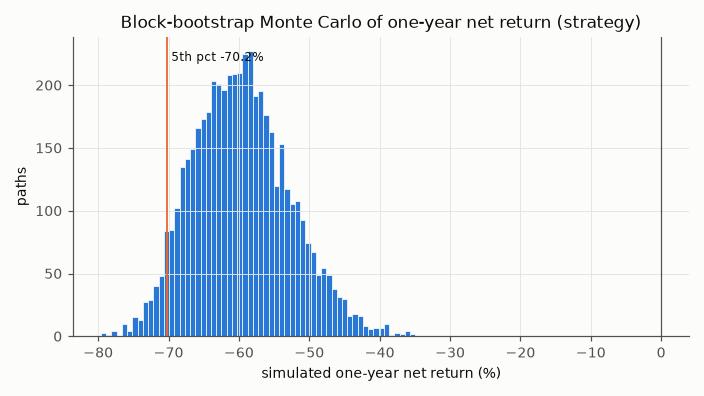 Block-bootstrap Monte Carlo of one-year net return (strategy)
5th pct -70.2%
200
150
100
50
0
paths
−80 −70 −60 −50 −40 −30 −20 −10 0
simulated one-year net return (%)